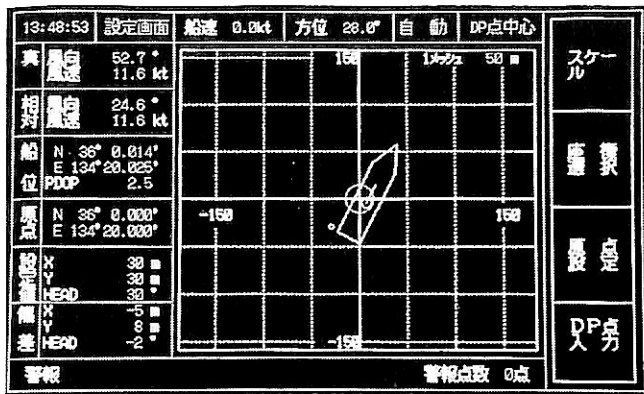 13:48:53 設定画面 船速 0.0kt 方位 28.0° 自動 DP点中心
真 風向 52.7 °
風速 11.6 kt
相対 風向 24.6 °
風速 11.6 kt
船位 N 36° 0.014'
E 134°20.025'
PDOP 2.5
原点 N 36° 0.000'
E 134°20.000'
設定値 X 30 m
Y 30 m
HEAD 30 °
偏差 X -5 m
Y 8 m
HEAD -2 °
150 1メッシュ 50 m
-150 150
-150
スケール
座標選択
原点設定
DP点入力
警報 警報点数 0点